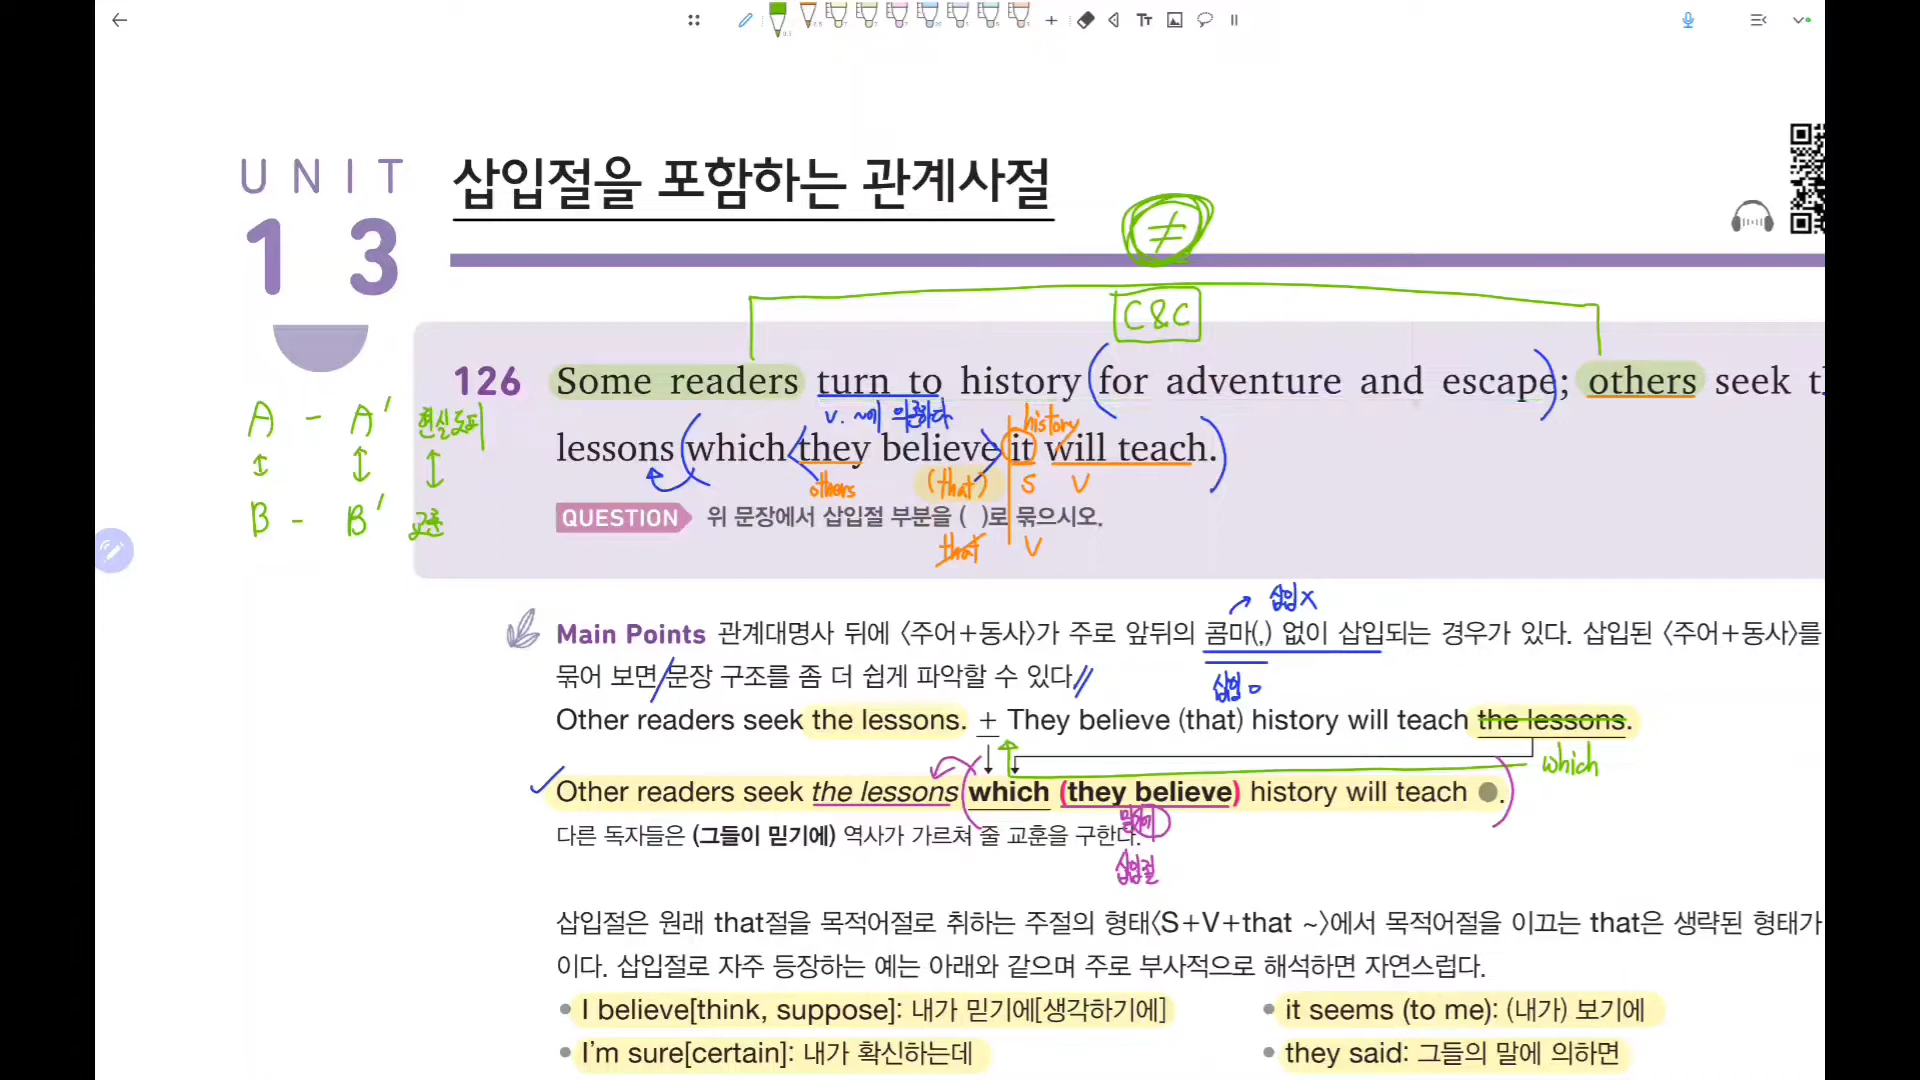 UNIT
13
삽입절을 포함하는 관계사절
≠
C&C
126 Some readers turn to history (for adventure and escape; others seek t
v. ~에 의존하다
history
A - A' 현실도피
lessons (which <they believe> it will teach.)
others (that) S V
B - B' 교훈
QUESTION 위 문장에서 삽입절 부분을 ( )로 묶으시오.
that V
삽입X
Main Points 관계대명사 뒤에 〈주어+동사〉가 주로 앞뒤의 콤마(,) 없이 삽입되는 경우가 있다. 삽입된 〈주어+동사〉를
묶어 보면 문장 구조를 좀 더 쉽게 파악할 수 있다.
삽입o
Other readers seek the lessons. + They believe (that) history will teach the lessons.
which
Other readers seek the lessons (which (they believe) history will teach ●.)
믿기에
다른 독자들은 (그들이 믿기에) 역사가 가르쳐 줄 교훈을 구한다.
삽입절
삽입절은 원래 that절을 목적어절로 취하는 주절의 형태〈S+V+that ~〉에서 목적어절을 이끄는 that은 생략된 형태가
이다. 삽입절로 자주 등장하는 예는 아래와 같으며 주로 부사적으로 해석하면 자연스럽다.
• I believe[think, suppose]: 내가 믿기에[생각하기에]
• it seems (to me): (내가) 보기에
• I'm sure[certain]: 내가 확신하는데
• they said: 그들의 말에 의하면